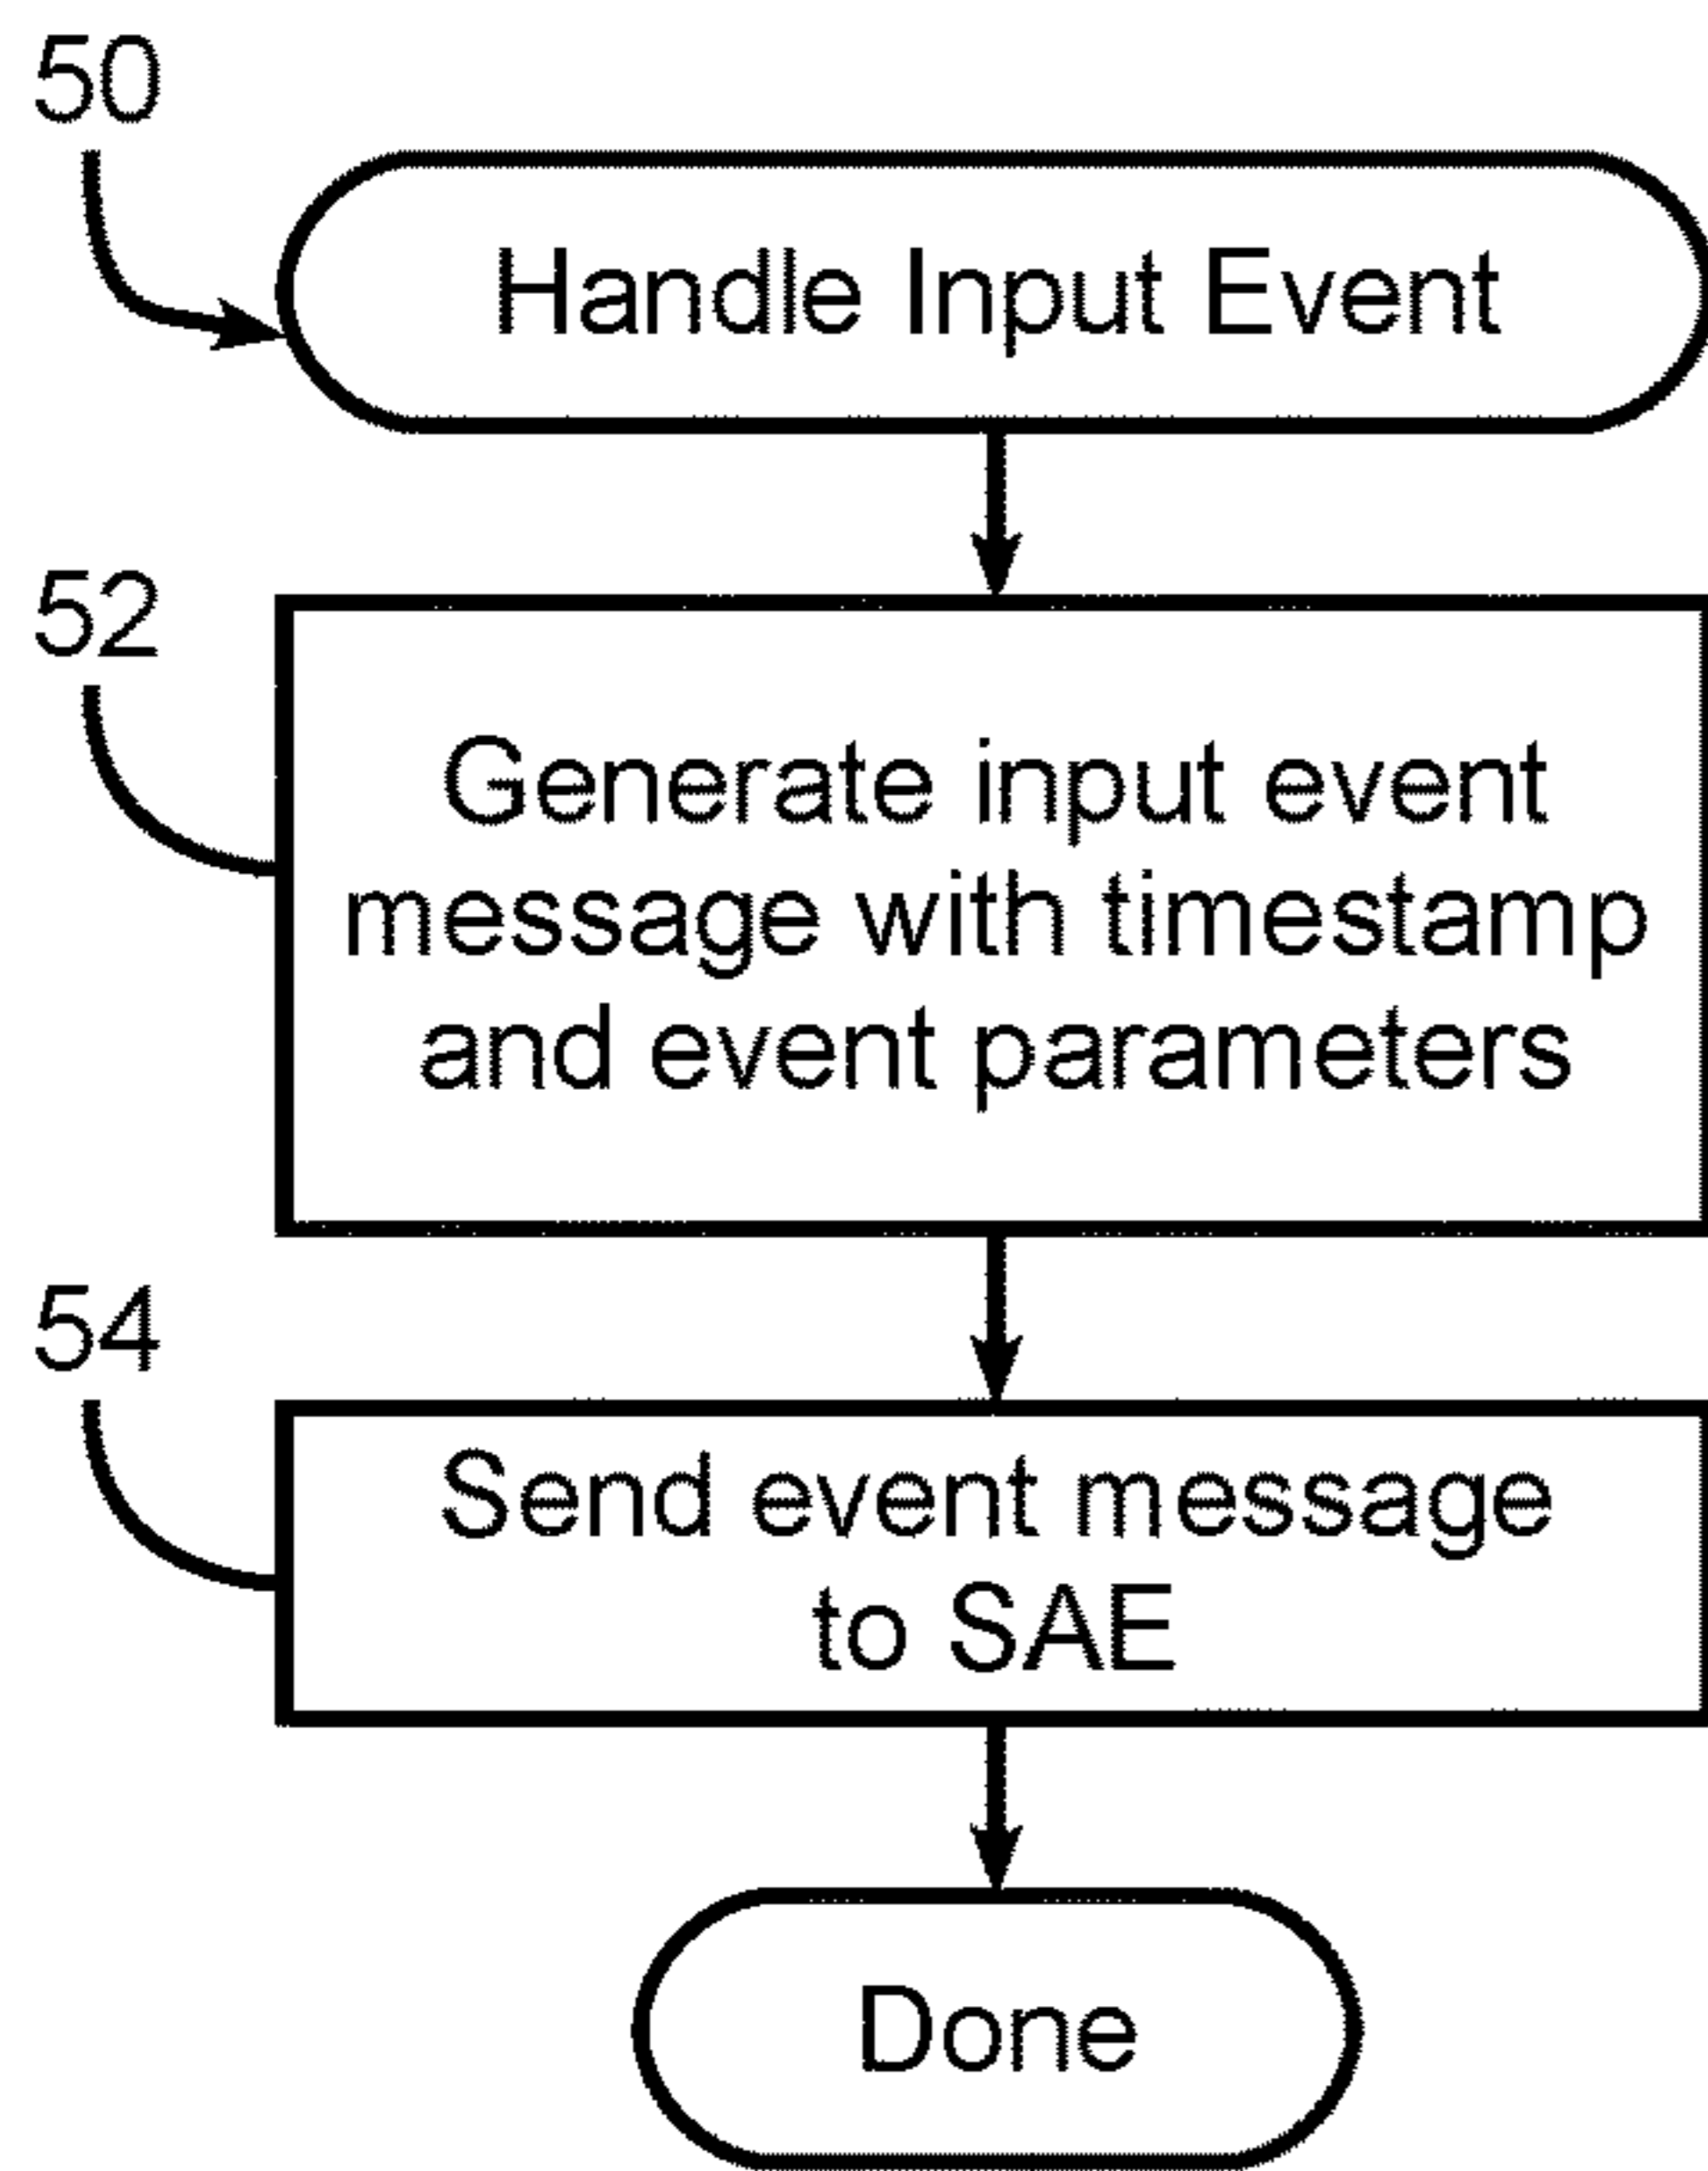 50
Handle Input Event
52
Generate input event
message with timestamp
and event parameters
54
Send event message
to SAE
Done